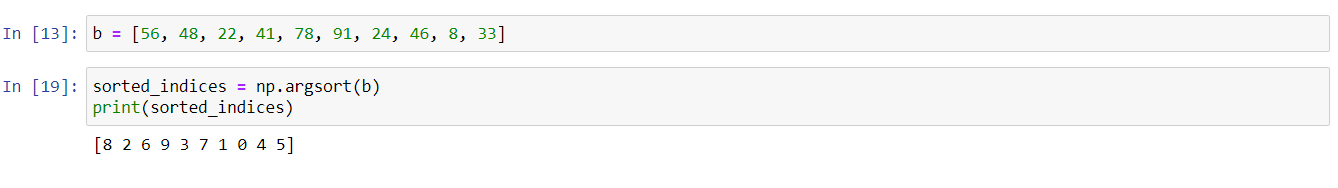 In [13]: b = [56, 48, 22, 41, 78, 91, 24, 46, 8, 33]
In [19]: sorted_indices = np.argsort(b)
print(sorted_indices)
[8 2 6 9 3 7 1 0 4 5]